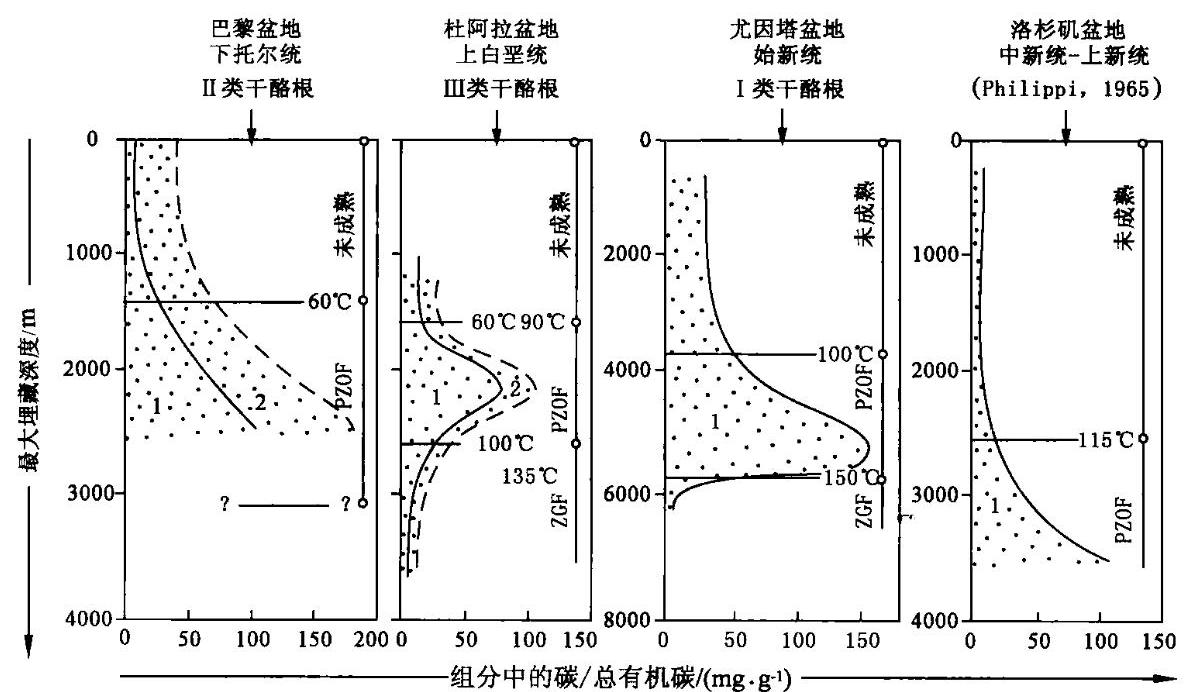 巴黎盆地
下托尔统
Ⅱ类干酪根
杜阿拉盆地
上白垩统
Ⅲ类干酪根
尤因塔盆地
始新统
Ⅰ类干酪根
洛杉矶盆地
中新统-上新统
(Philippi, 1965)
最大埋藏深度/m
0
1000
2000
3000
4000
未成熟
60℃
PZOF
1
2
? ?
0 50 100 150 200
未成熟
60℃ 90℃
1
2
PZOF
100℃
135℃
ZGF
0 50 100 150
0
2000
4000
6000
8000
未成熟
100℃
PZOF
1
150℃
ZGF
0 50 100 150
0
1000
2000
3000
4000
未成熟
115℃
1
PZOF
0 50 100 150
组分中的碳/总有机碳/(mg·g⁻¹)